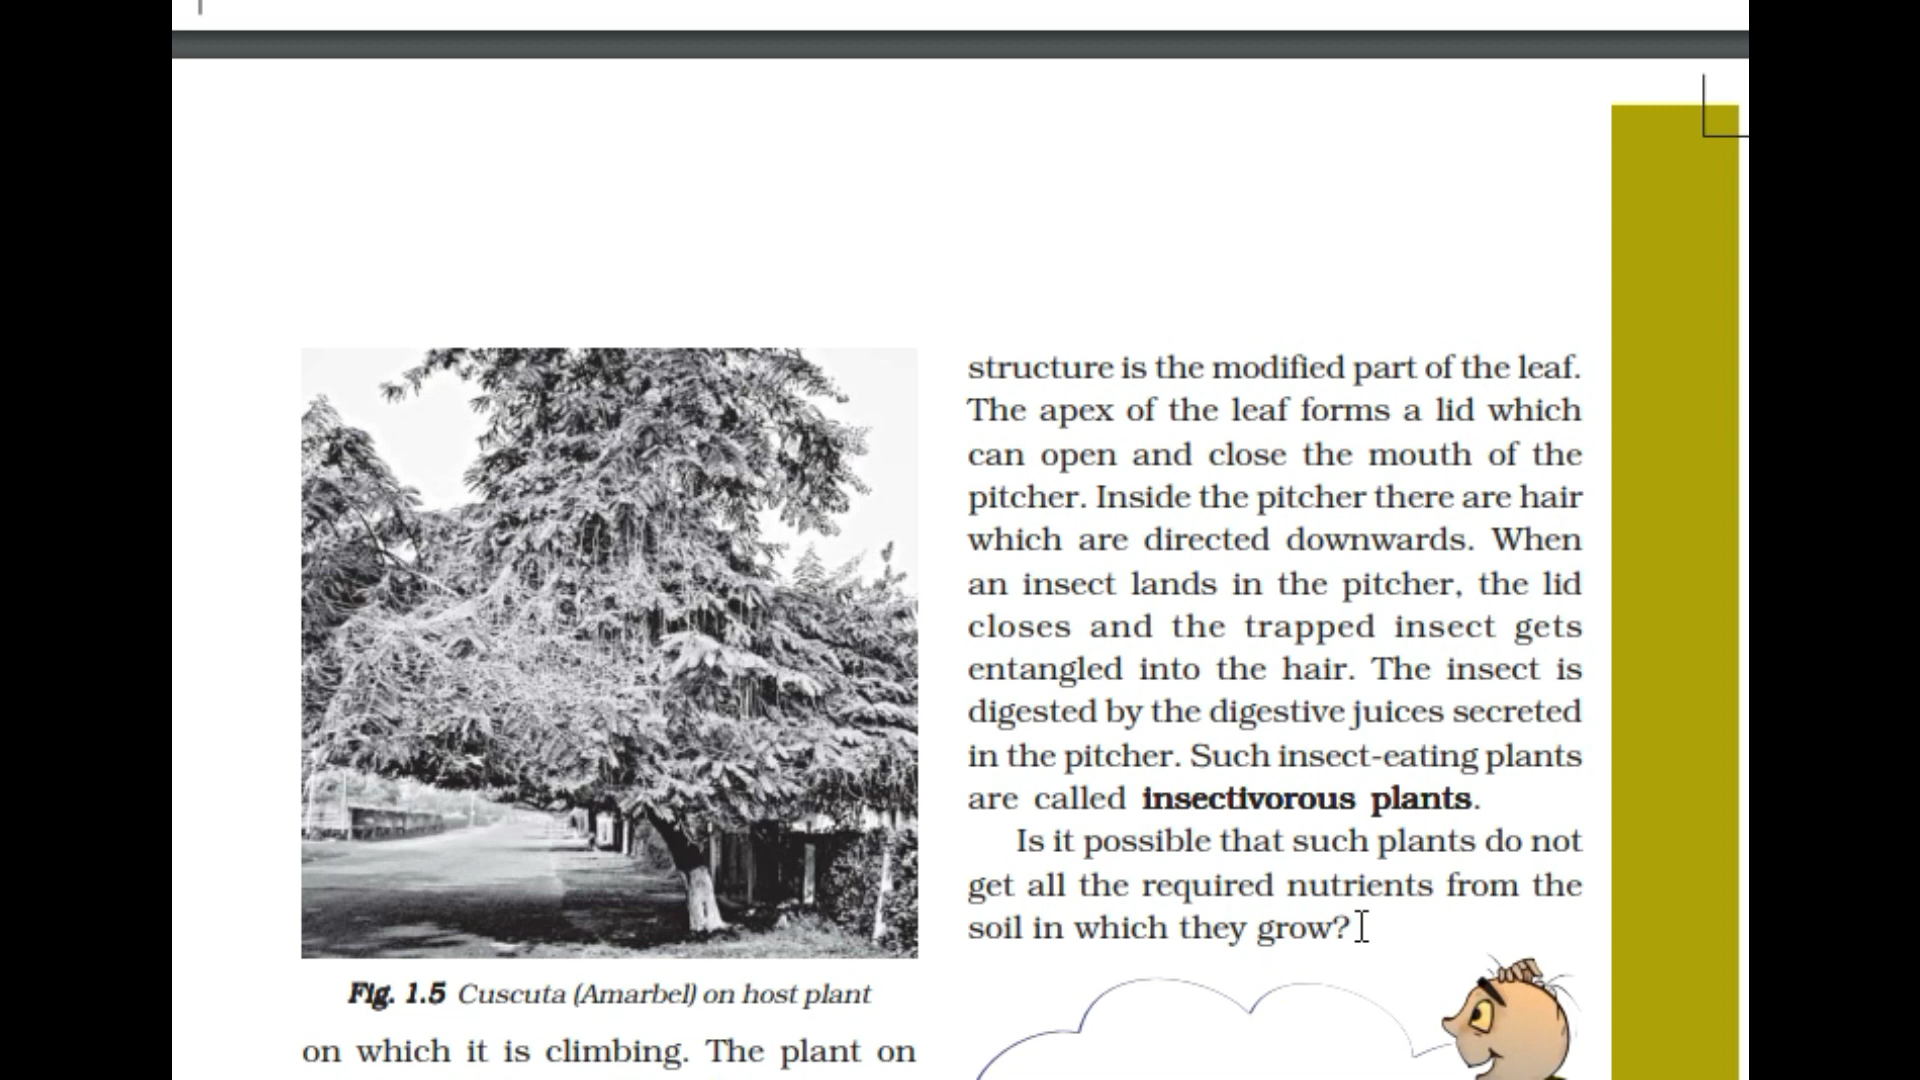 Fig. 1.5 Cuscuta (Amarbel) on host plant
on which it is climbing. The plant on
structure is the modified part of the leaf.
The apex of the leaf forms a lid which
can open and close the mouth of the
pitcher. Inside the pitcher there are hair
which are directed downwards. When
an insect lands in the pitcher, the lid
closes and the trapped insect gets
entangled into the hair. The insect is
digested by the digestive juices secreted
in the pitcher. Such insect-eating plants
are called insectivorous plants.
Is it possible that such plants do not
get all the required nutrients from the
soil in which they grow?